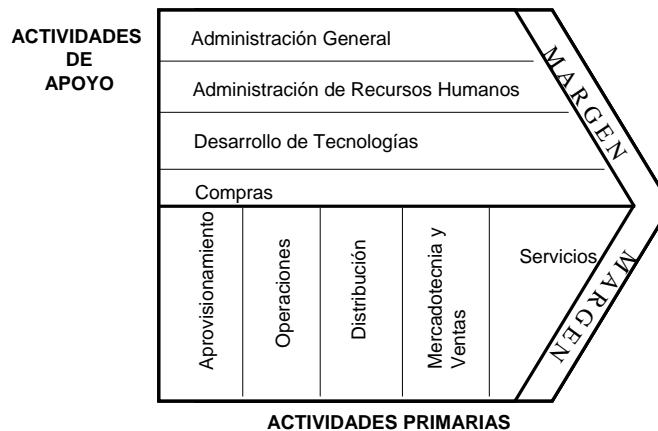 ACTIVIDADES
DE
APOYO
Administración General
Administración de Recursos Humanos
Desarrollo de Tecnologías
Compras
MARGEN
Aprovisionamiento
Operaciones
Distribución
Mercadotecnia y
Ventas
Servicios
MARGEN
ACTIVIDADES PRIMARIAS